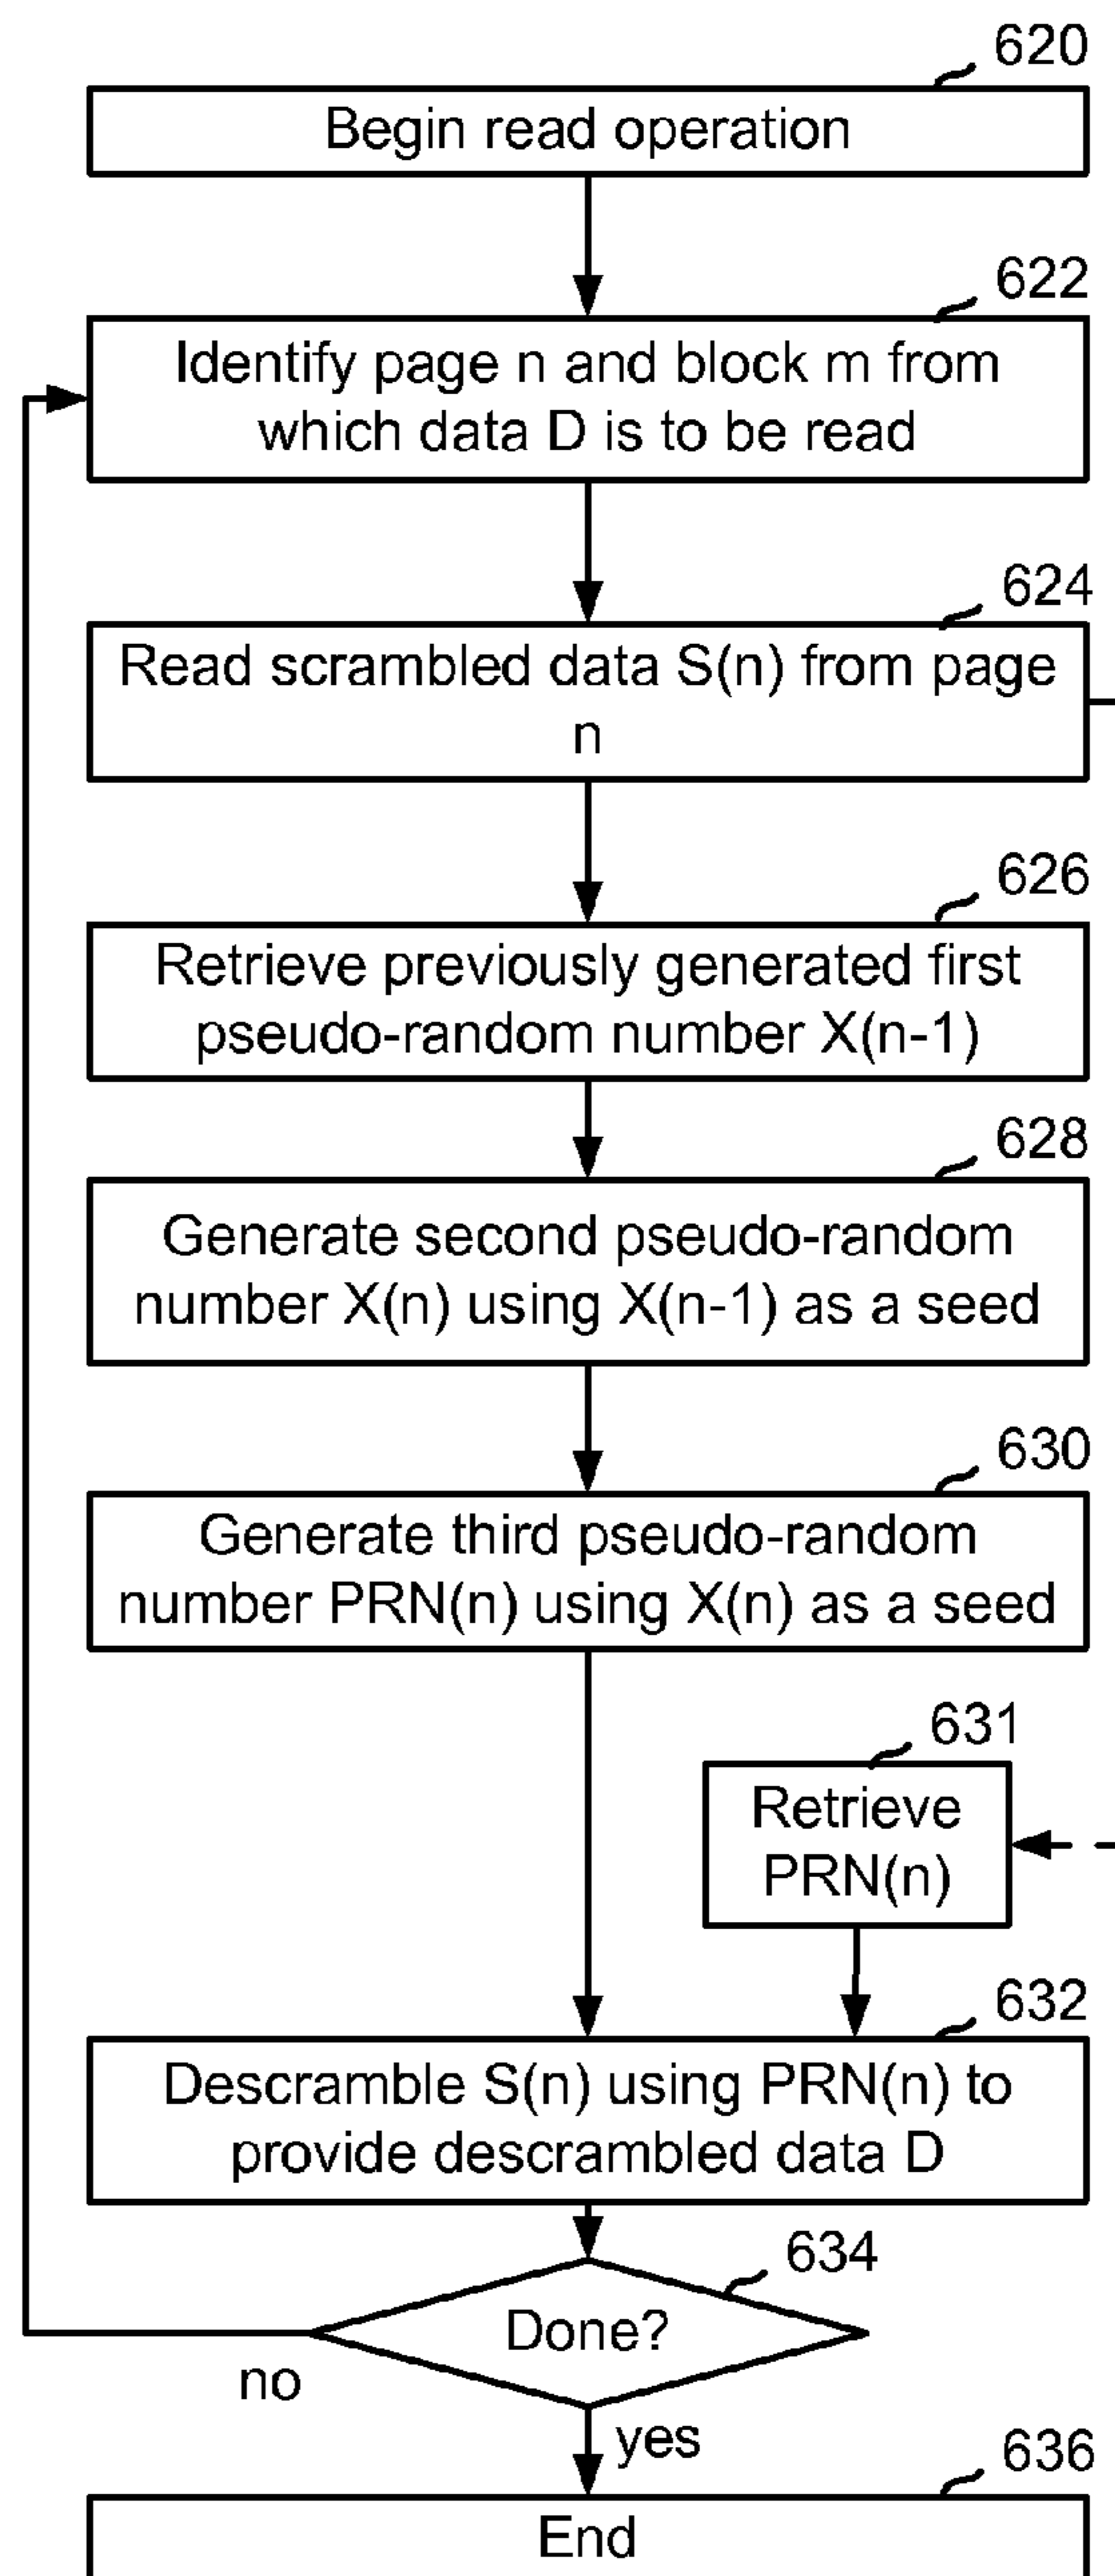 620
Begin read operation
622
Identify page n and block m from
which data D is to be read
624
Read scrambled data S(n) from page
n
626
Retrieve previously generated first
pseudo-random number X(n-1)
628
Generate second pseudo-random
number X(n) using X(n-1) as a seed
630
Generate third pseudo-random
number PRN(n) using X(n) as a seed
631
Retrieve
PRN(n)
632
Descramble S(n) using PRN(n) to
provide descrambled data D
634
Done?
no
yes
636
End